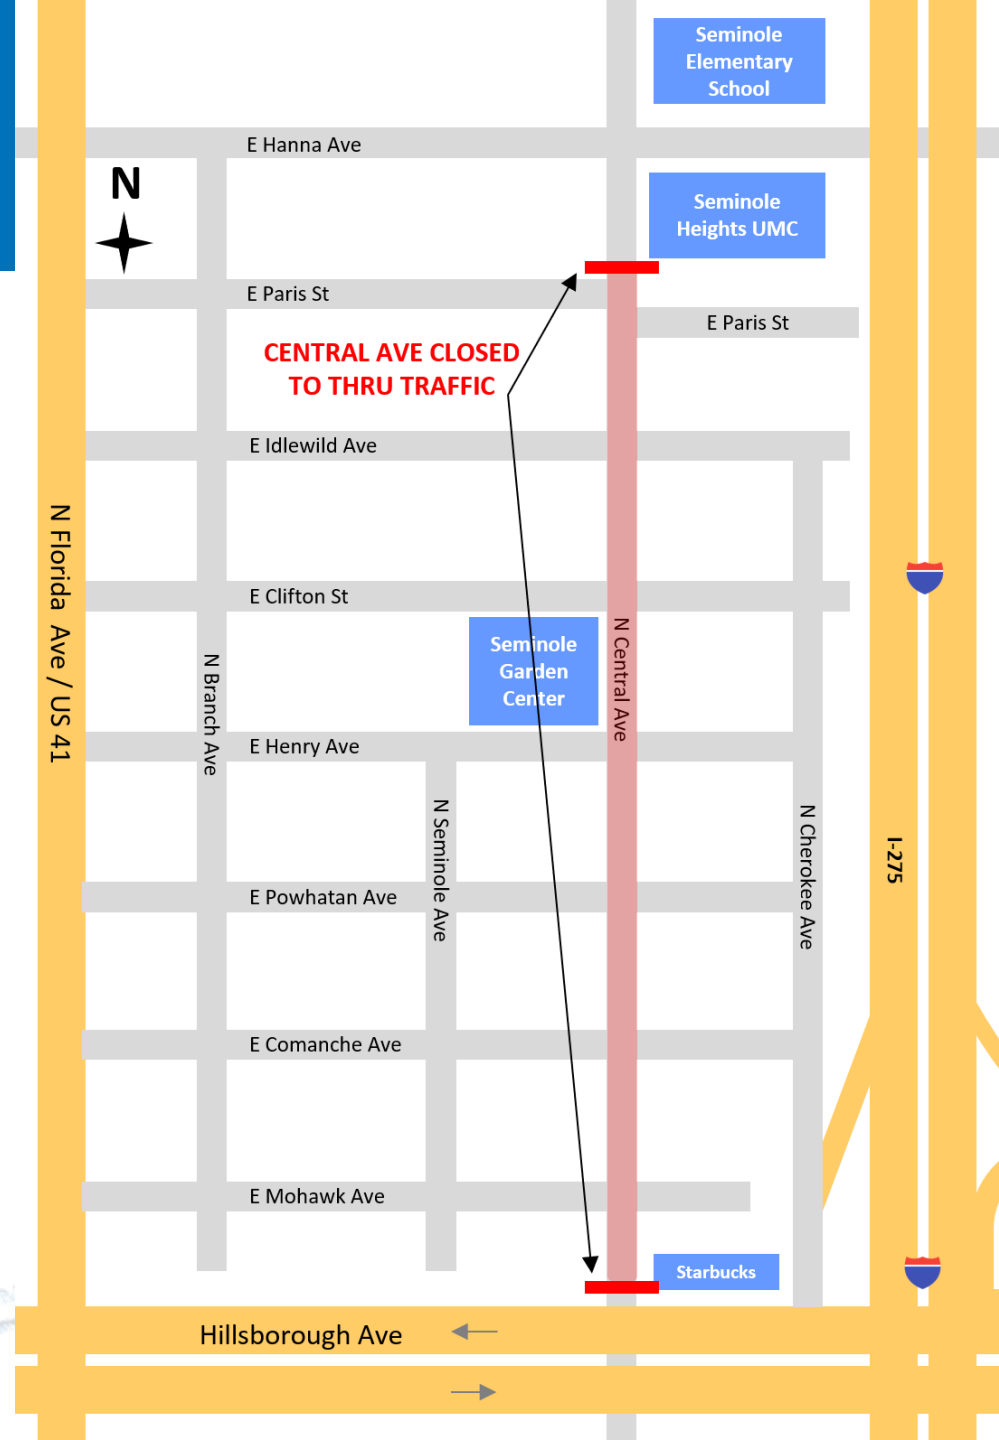 Seminole
Elementary
School
E Hanna Ave
N
Seminole
Heights UMC
E Paris St
E Paris St
CENTRAL AVE CLOSED
TO THRU TRAFFIC
E Idlewild Ave
N Florida Ave / US 41
E Clifton St
Seminole
Garden
Center
N Central Ave
N Branch Ave
E Henry Ave
N Seminole Ave
N Cherokee Ave
I-275
E Powhatan Ave
E Comanche Ave
E Mohawk Ave
Starbucks
Hillsborough Ave